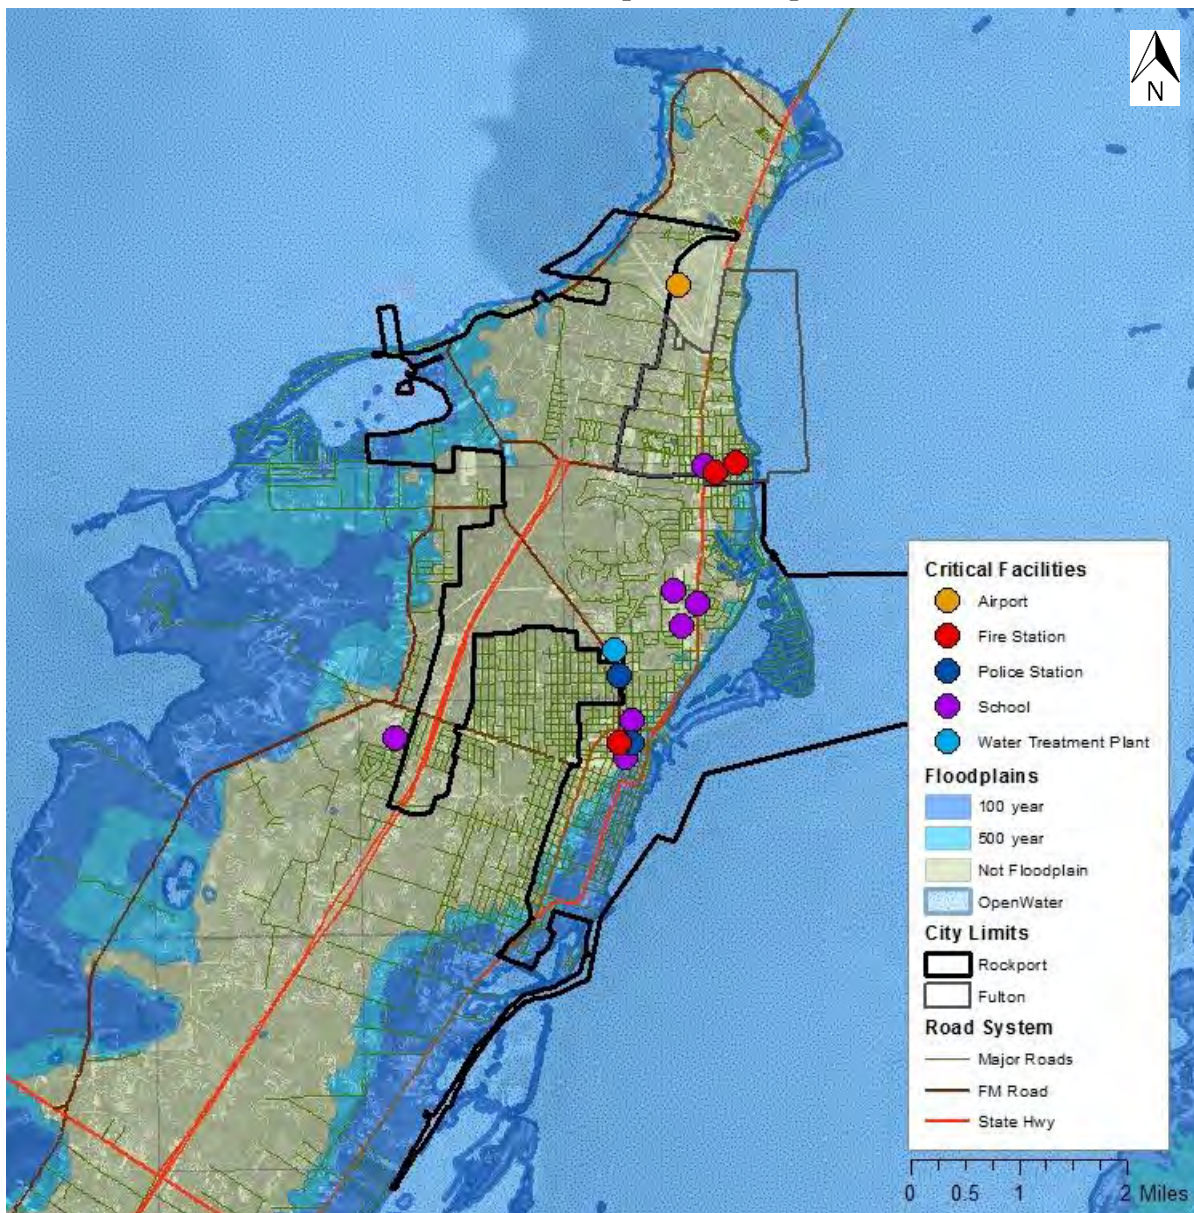 N
Critical Facilities
Airport
Fire Station
Police Station
School
Water Treatment Plant
Floodplains
100 year
500 year
Not Floodplain
OpenWater
City Limits
Rockport
Fulton
Road System
Major Roads
FM Road
State Hwy
0 0.5 1 2 Miles